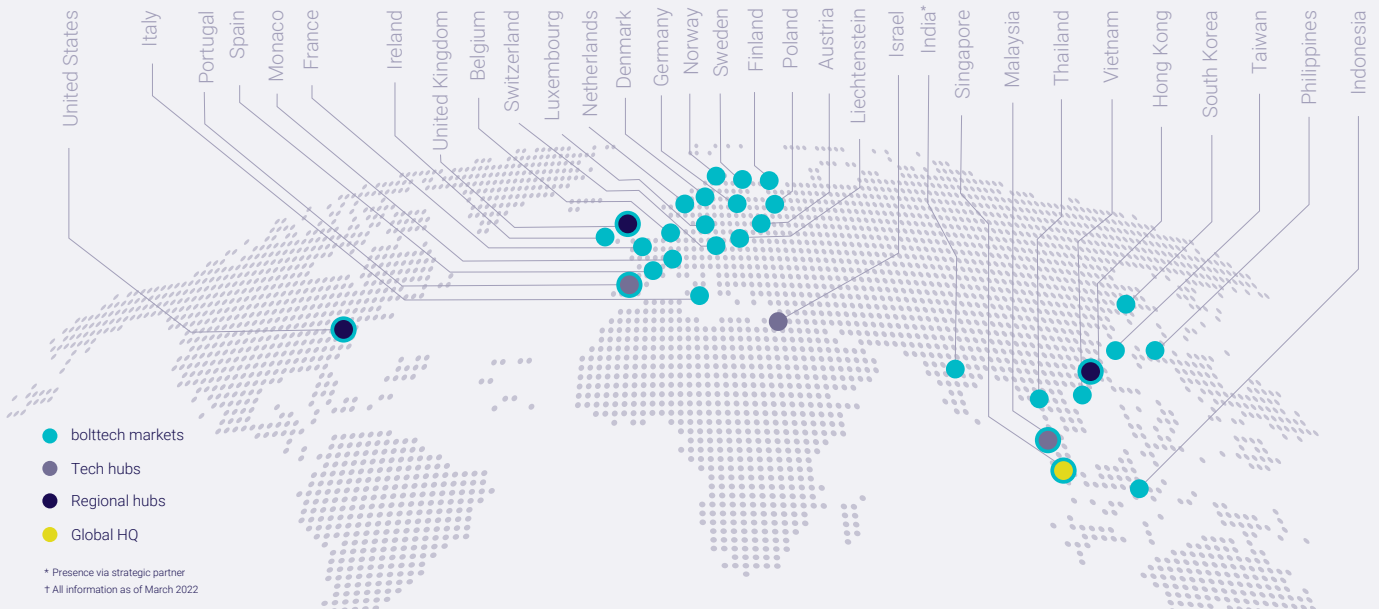 United States
Italy
Portugal
Spain
Monaco
France
Ireland
United Kingdom
Belgium
Switzerland
Luxembourg
Netherlands
Denmark
Germany
Norway
Sweden
Finland
Poland
Austria
Liechtenstein
Israel
India*
Singapore
Malaysia
Thailand
Vietnam
Hong Kong
South Korea
Taiwan
Philippines
Indonesia
bolttech markets
Tech hubs
Regional hubs
Global HQ
* Presence via strategic partner
† All information as of March 2022